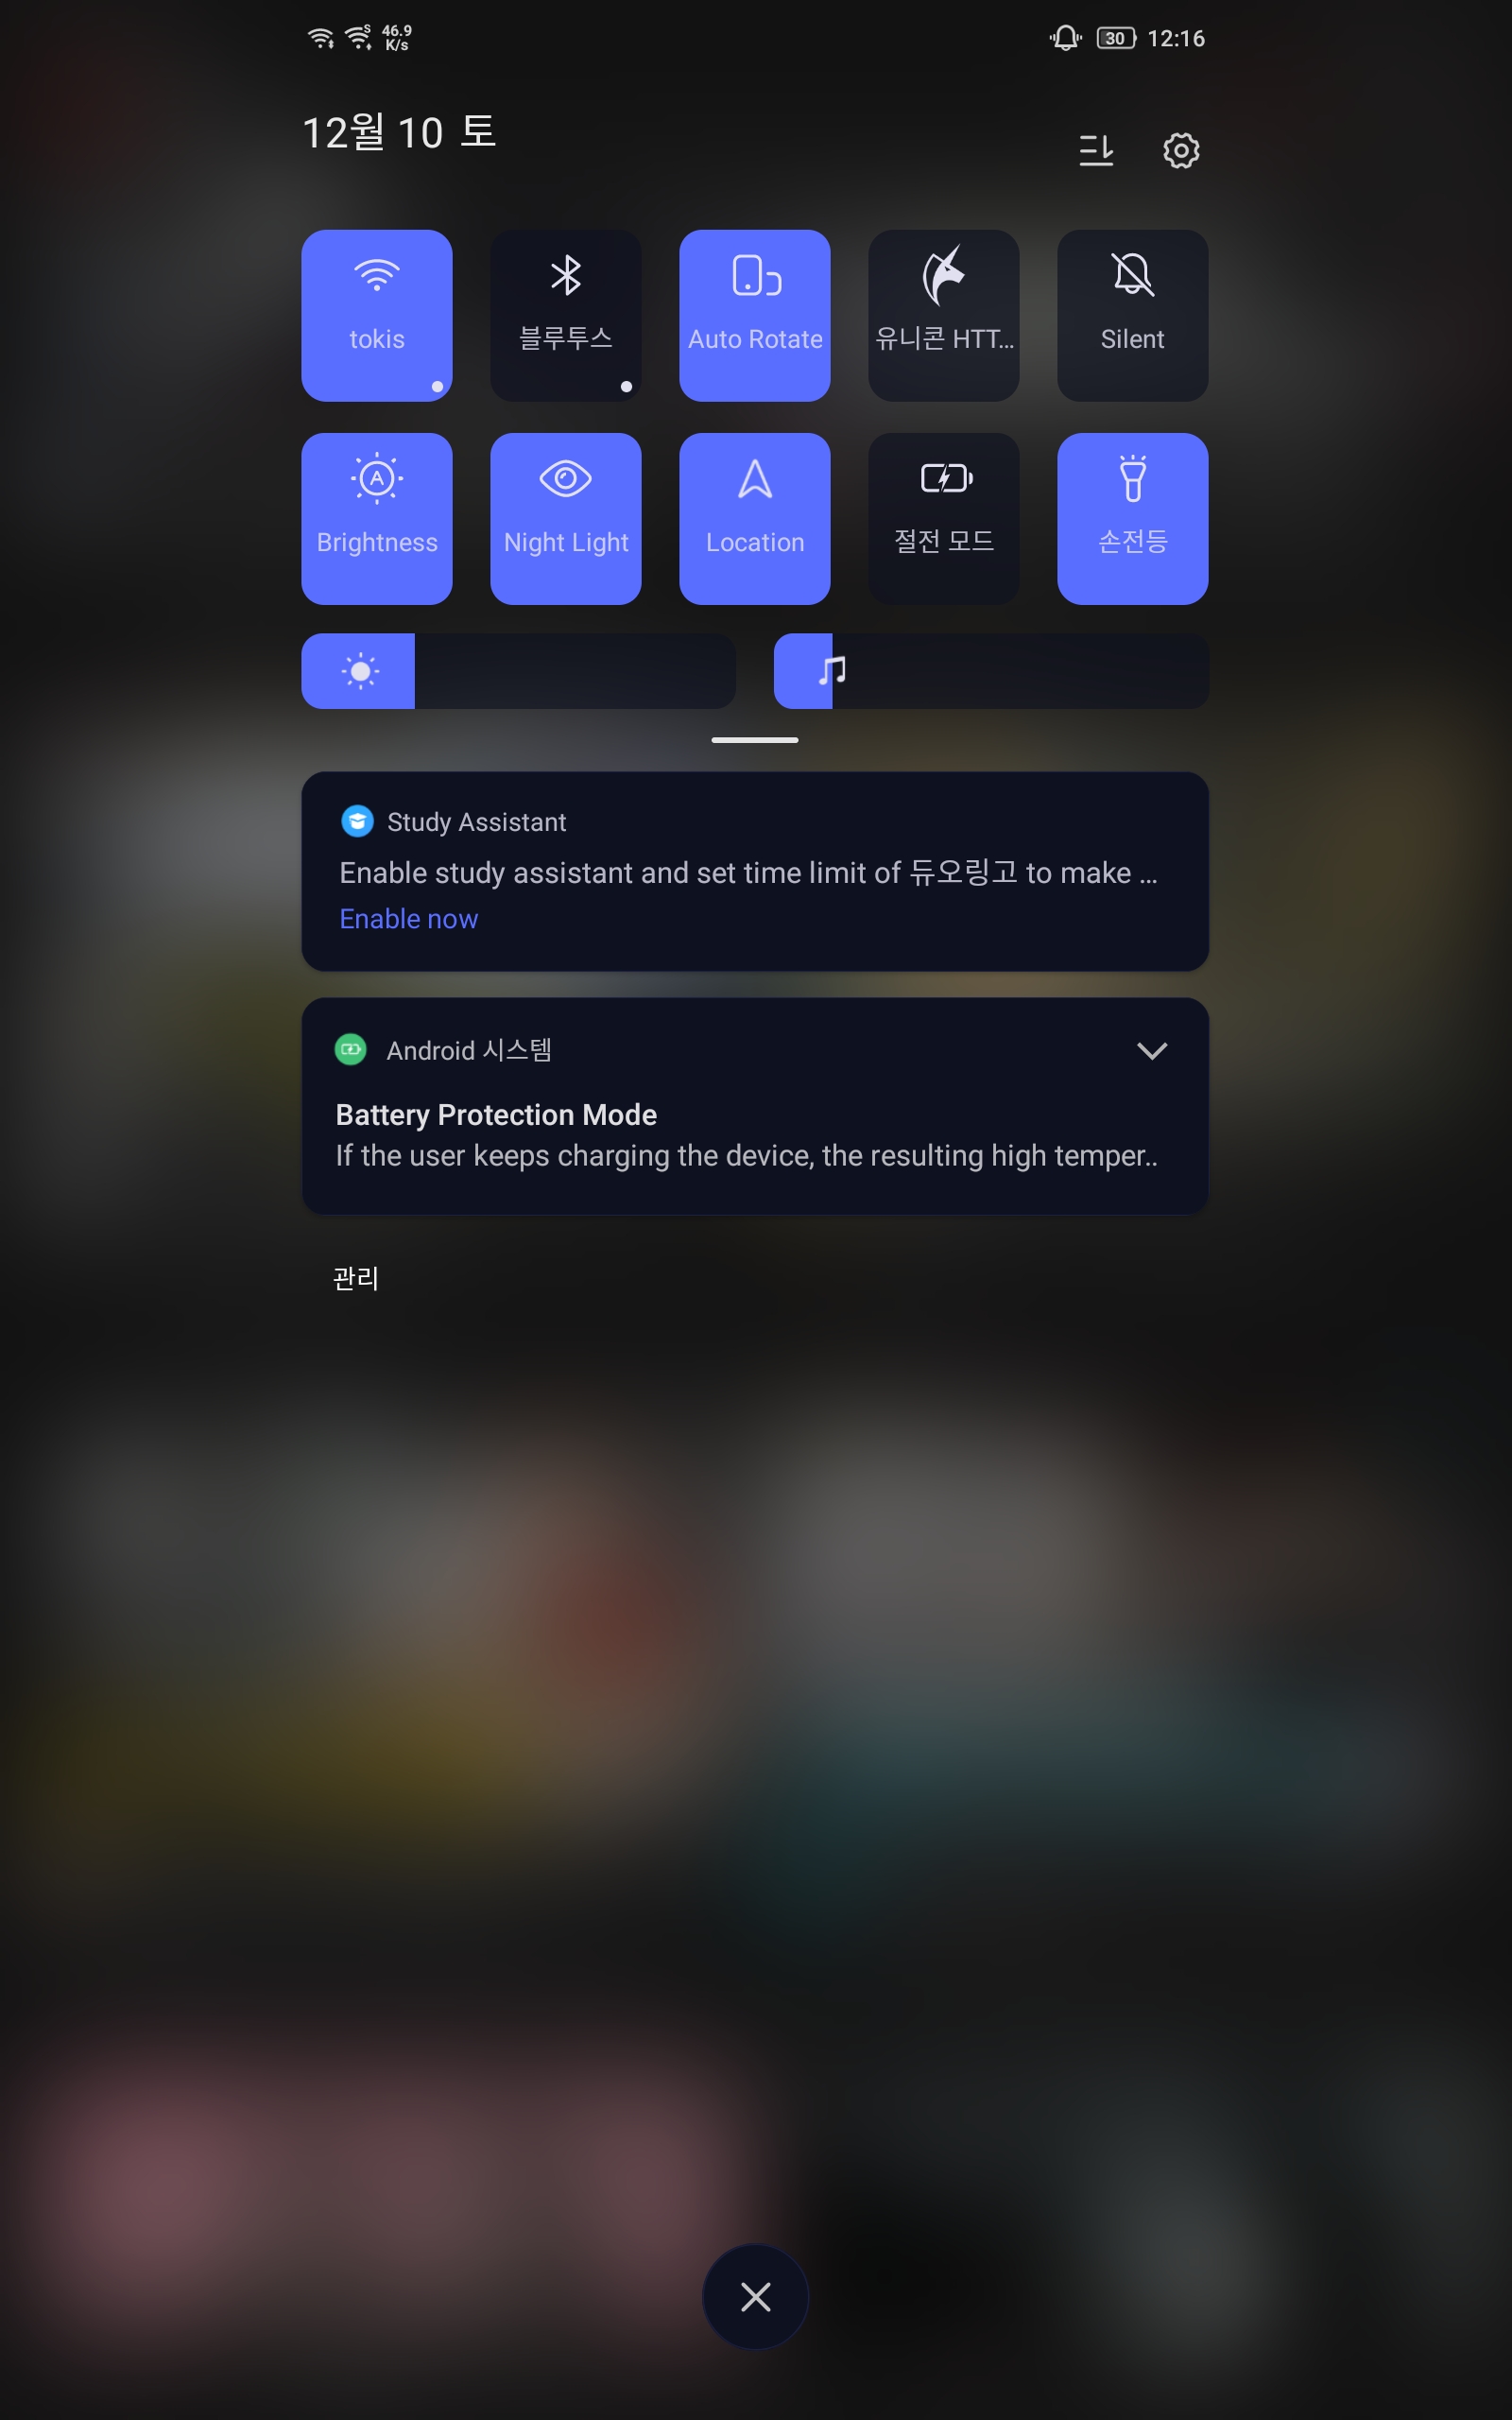 46.9
K/s
30
12:16
12월 10 토
tokis
블루투스
Auto Rotate
유니콘 HTT...
Silent
Brightness
Night Light
Location
절전 모드
손전등
Study Assistant
Enable study assistant and set time limit of 듀오링고 to make ...
Enable now
Android 시스템
Battery Protection Mode
If the user keeps charging the device, the resulting high temper..
관리